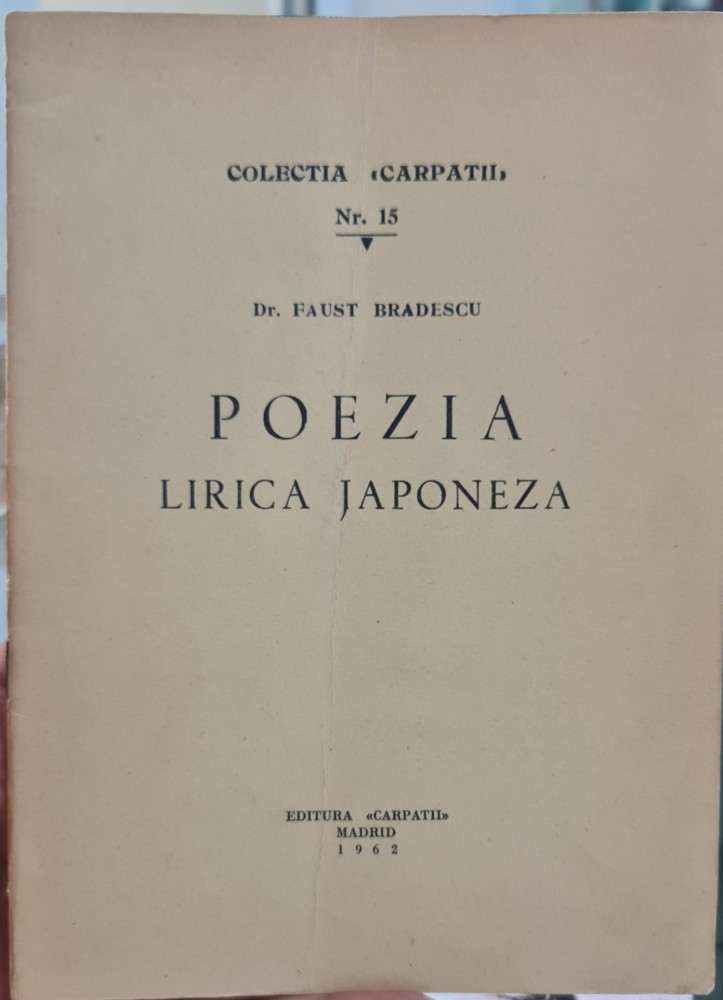 COLECTIA «CARPATII»
Nr. 15
Dr. FAUST BRADESCU
POEZIA
LIRICA JAPONEZA
EDITURA «CARPATII»
MADRID
1962